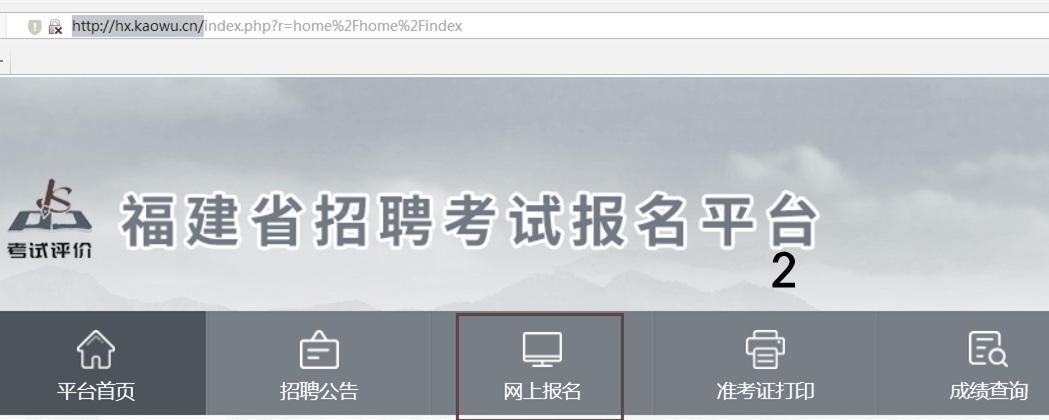 http://hx.kaowu.cn/index.php?r=home%2Fhome%2Findex
考试评价
福建省招聘考试报名平台
2
平台首页
招聘公告
网上报名
准考证打印
成绩查询